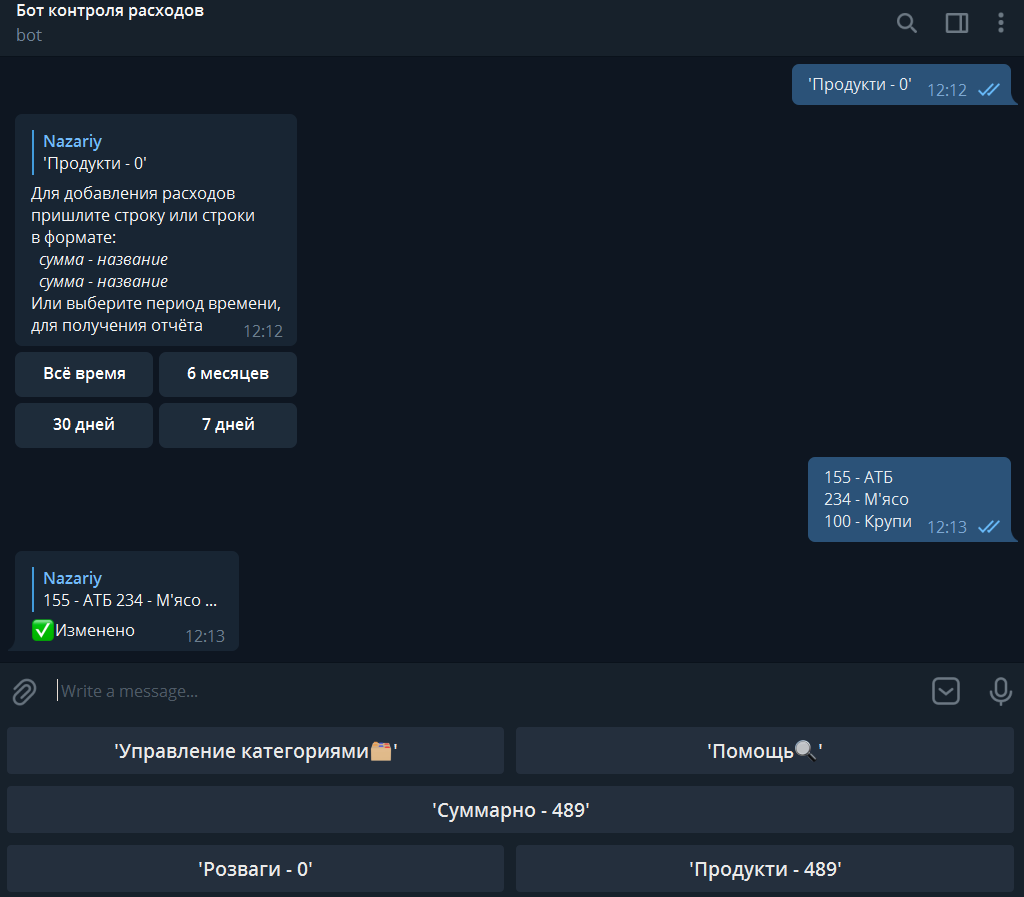 Бот контроля расходов
bot
'Продукти - 0' 12:12
Nazariy
'Продукти - 0'
Для добавления расходов
пришлите строку или строки
в формате:
сумма - название
сумма - название
Или выберите период времени,
для получения отчёта 12:12
Всё время 6 месяцев
30 дней 7 дней
155 - АТБ
234 - М'ясо
100 - Крупи 12:13
Nazariy
155 - АТБ 234 - М'ясо ...
✅Изменено 12:13
Write a message...
'Управление категориями🗂️' 'Помощь🔍'
'Суммарно - 489'
'Розваги - 0' 'Продукти - 489'